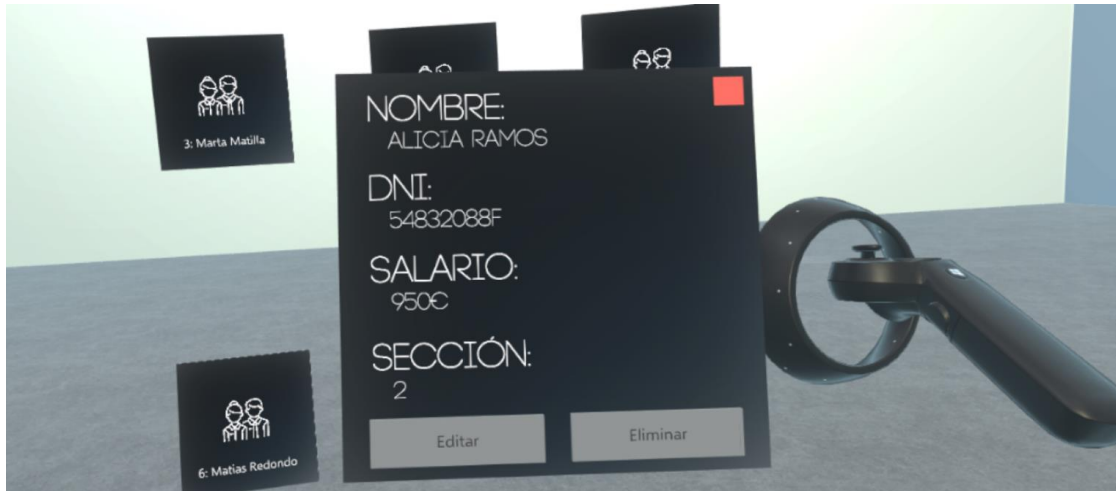 3: Marta Matilla
NOMBRE:
ALICIA RAMOS
DNI:
54832088F
SALARIO:
950€
SECCIÓN:
2
Editar
Eliminar
6: Matias Redondo